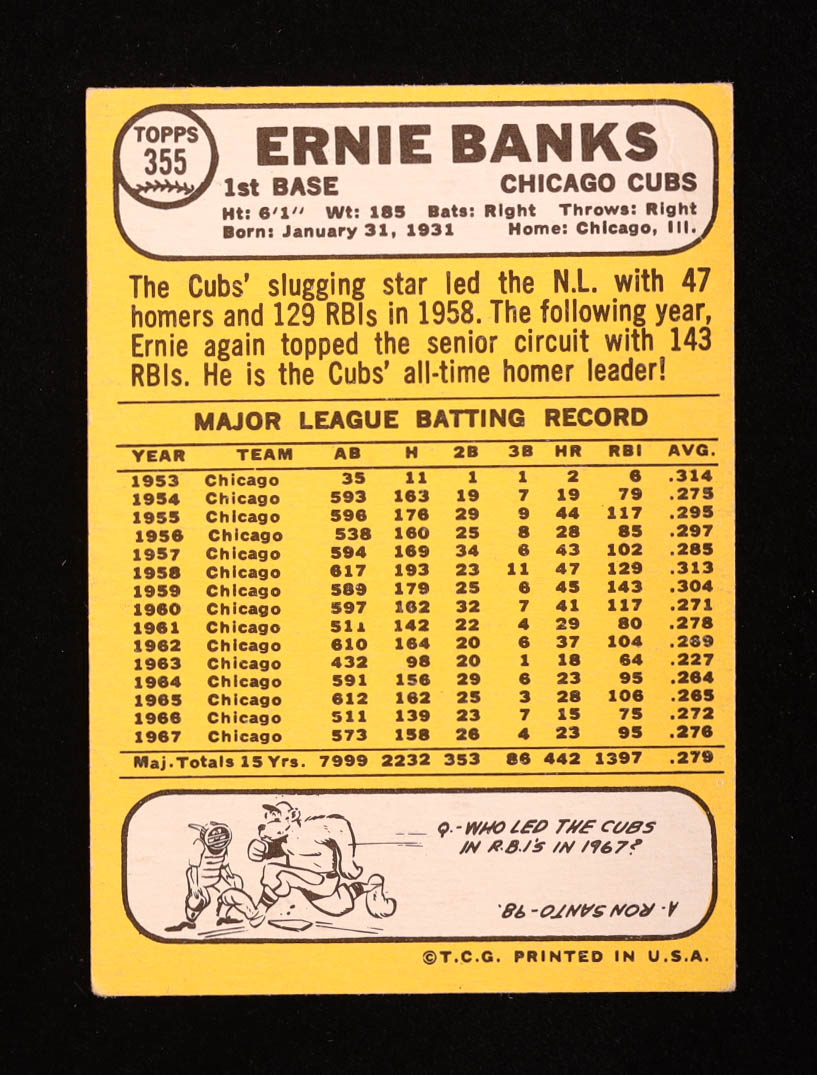 TOPPS
355
ERNIE BANKS
1st BASE CHICAGO CUBS
Ht: 6'1" Wt: 185 Bats: Right Throws: Right
Born: January 31, 1931 Home: Chicago, Ill.
The Cubs' slugging star led the N.L. with 47
homers and 129 RBIs in 1958. The following year,
Ernie again topped the senior circuit with 143
RBIs. He is the Cubs' all-time homer leader!
MAJOR LEAGUE BATTING RECORD
YEAR TEAM AB H 2B 3B HR RBI AVG.
1953 Chicago 35 11 1 1 2 6 .314
1954 Chicago 593 163 19 7 19 79 .275
1955 Chicago 596 176 29 9 44 117 .295
1956 Chicago 538 160 25 8 28 85 .297
1957 Chicago 594 169 34 6 43 102 .285
1958 Chicago 617 193 23 11 47 129 .313
1959 Chicago 589 179 25 6 45 143 .304
1960 Chicago 597 162 32 7 41 117 .271
1961 Chicago 511 142 22 4 29 80 .278
1962 Chicago 610 164 20 6 37 104 .269
1963 Chicago 432 98 20 1 18 64 .227
1964 Chicago 591 156 29 6 23 95 .264
1965 Chicago 612 162 25 3 28 106 .265
1966 Chicago 511 139 23 7 15 75 .272
1967 Chicago 573 158 26 4 23 95 .276
Maj. Totals 15 Yrs. 7999 2232 353 86 442 1397 .279
Q.-WHO LED THE CUBS
IN R.B.I'S IN 1967?
A-RON SANTO-98.
©T.C.G. PRINTED IN U.S.A.